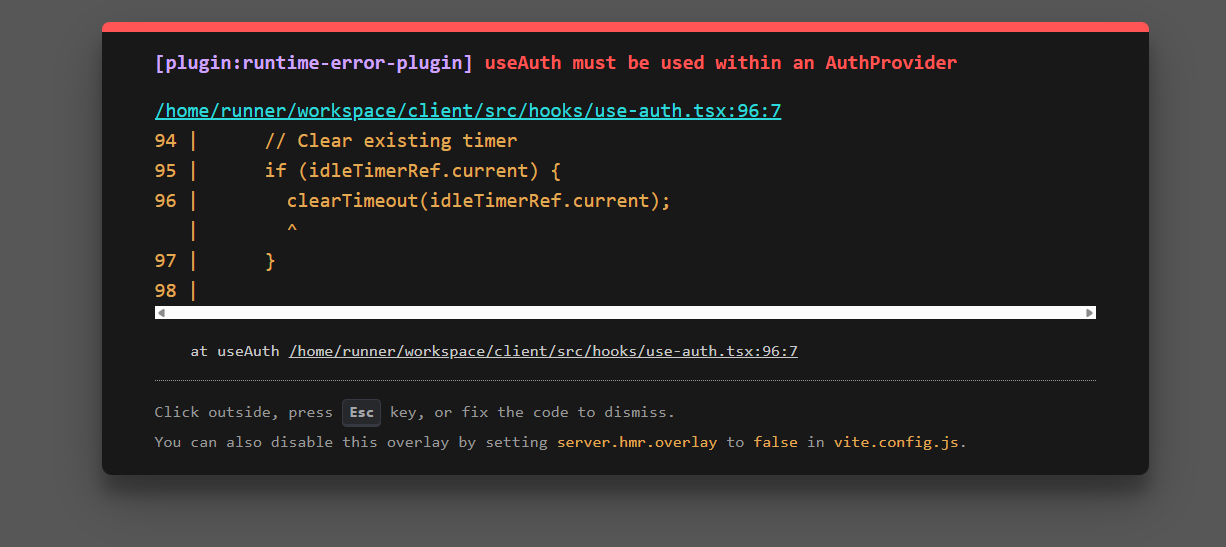 [plugin:runtime-error-plugin] useAuth must be used within an AuthProvider
/home/runner/workspace/client/src/hooks/use-auth.tsx:96:7
94 |      // Clear existing timer
95 |      if (idleTimerRef.current) {
96 |        clearTimeout(idleTimerRef.current);
   |        ^
97 |      }
98 |
at useAuth /home/runner/workspace/client/src/hooks/use-auth.tsx:96:7
Click outside, press Esc key, or fix the code to dismiss.
You can also disable this overlay by setting server.hmr.overlay to false in vite.config.js.